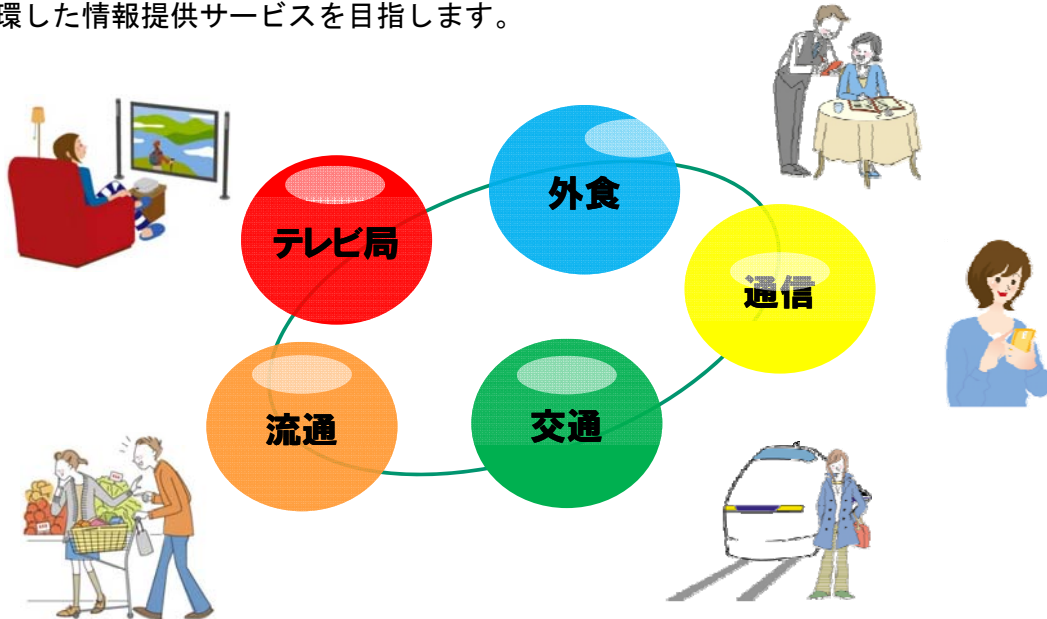 環した情報提供サービスを目指します。
外食
テレビ局
通信
流通
交通